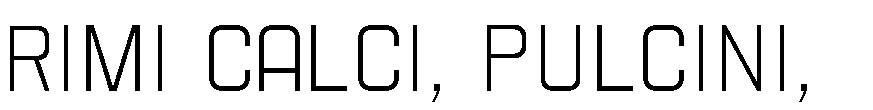 RIMI CALCI, PULCINI,